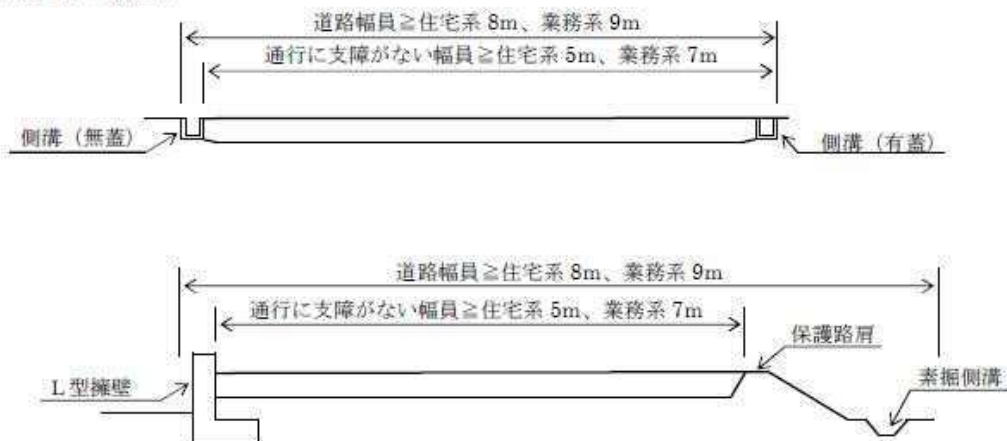 道路幅員≧住宅系 8m、業務系 9m
通行に支障がない幅員≧住宅系 5m、業務系 7m
側溝（無蓋）
側溝（有蓋）
道路幅員≧住宅系 8m、業務系 9m
通行に支障がない幅員≧住宅系 5m、業務系 7m
保護路肩
L型擁壁
素掘側溝